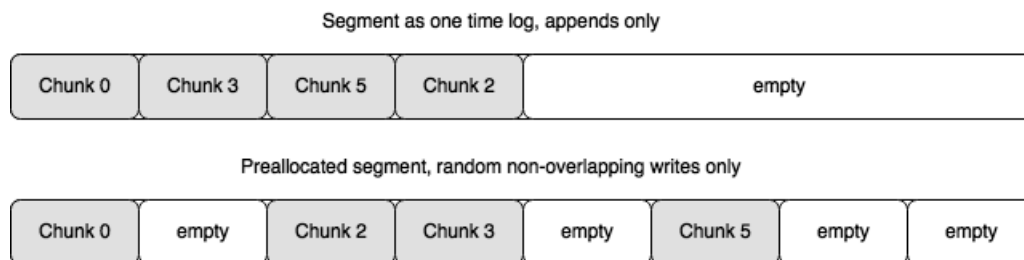 Segment as one time log, appends only
Chunk 0 Chunk 3 Chunk 5 Chunk 2 empty
Preallocated segment, random non-overlapping writes only
Chunk 0 empty Chunk 2 Chunk 3 empty Chunk 5 empty empty